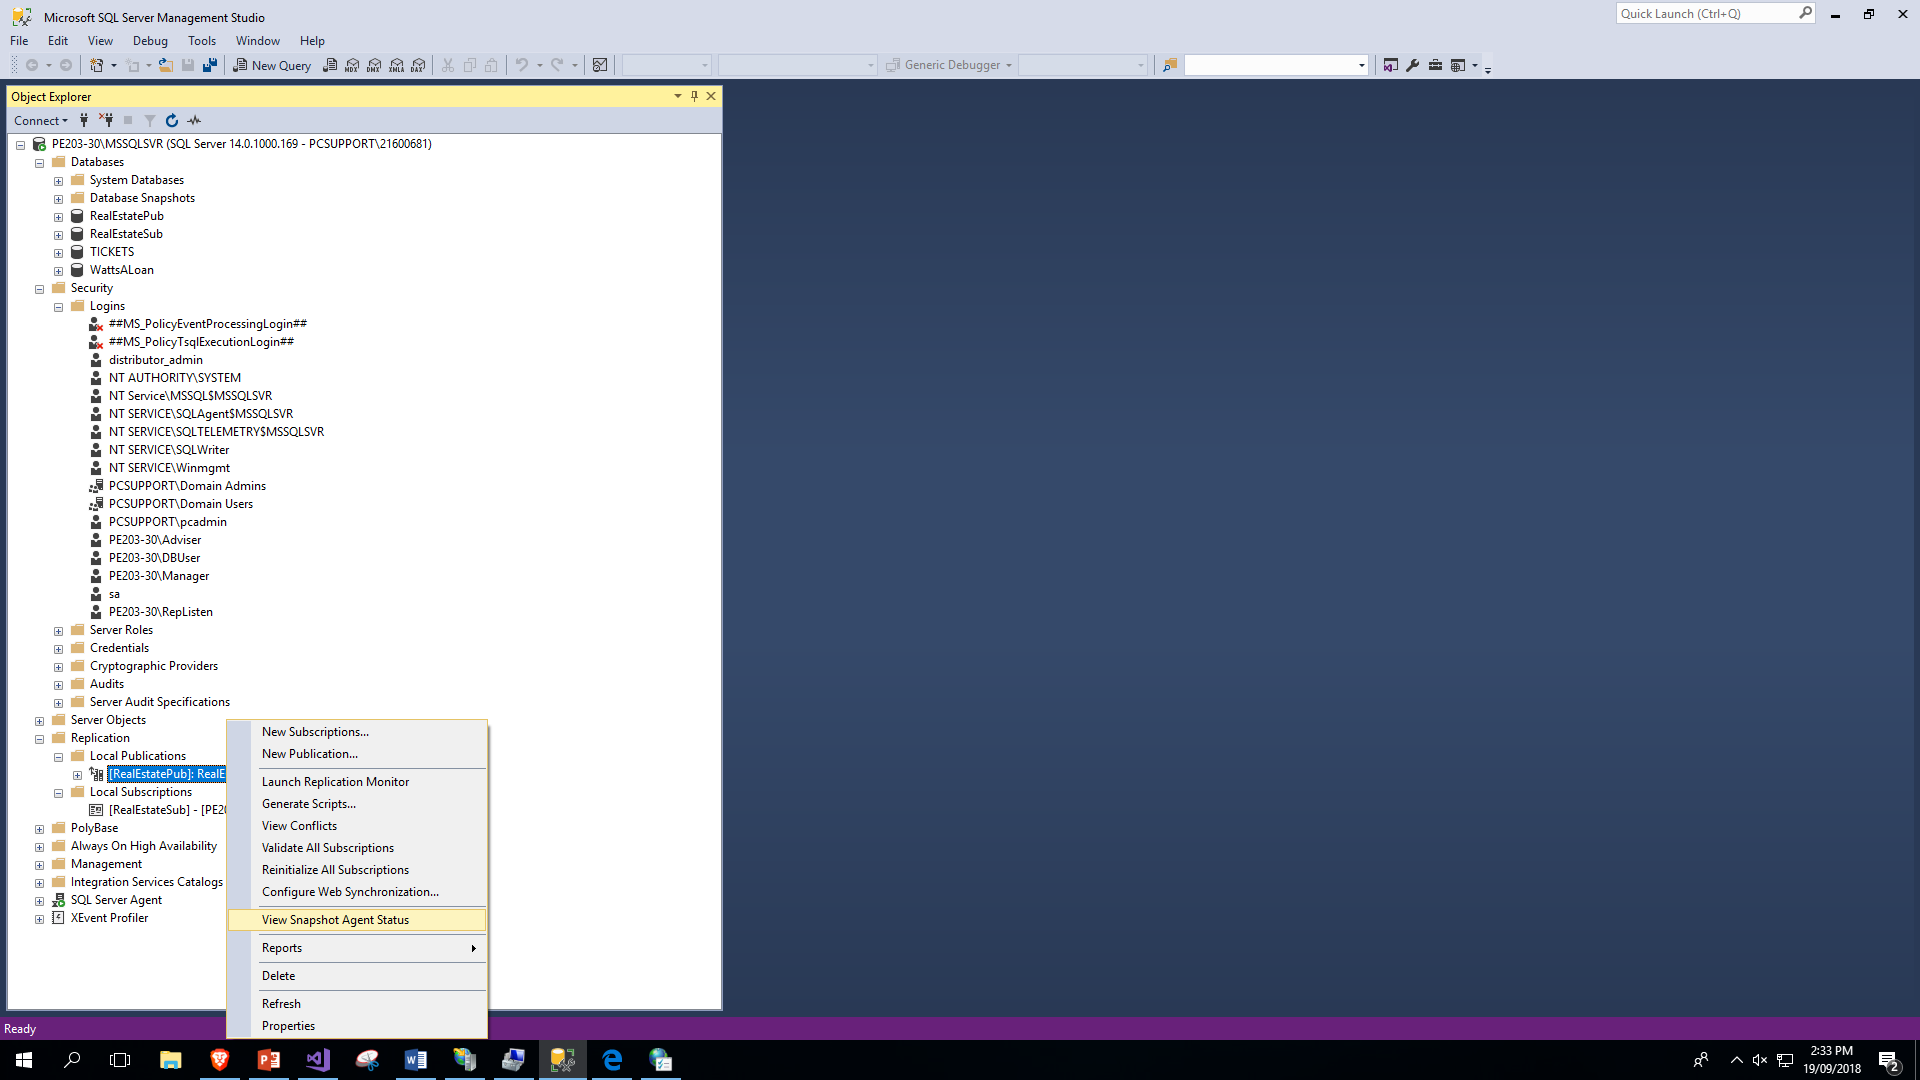 Microsoft SQL Server Management Studio
Quick Launch (Ctrl+Q)
File Edit View Debug Tools Window Help
New Query MDX DMX XMLA DAX Generic Debugger
Object Explorer
Connect
PE203-30\MSSQLSVR (SQL Server 14.0.1000.169 - PCSUPPORT\21600681)
Databases
System Databases
Database Snapshots
RealEstatePub
RealEstateSub
TICKETS
WattsALoan
Security
Logins
##MS_PolicyEventProcessingLogin##
##MS_PolicyTsqlExecutionLogin##
distributor_admin
NT AUTHORITY\SYSTEM
NT Service\MSSQL$MSSQLSVR
NT SERVICE\SQLAgent$MSSQLSVR
NT SERVICE\SQLTELEMETRY$MSSQLSVR
NT SERVICE\SQLWriter
NT SERVICE\Winmgmt
PCSUPPORT\Domain Admins
PCSUPPORT\Domain Users
PCSUPPORT\pcadmin
PE203-30\Adviser
PE203-30\DBUser
PE203-30\Manager
sa
PE203-30\RepListen
Server Roles
Credentials
Cryptographic Providers
Audits
Server Audit Specifications
Server Objects
Replication
Local Publications
[RealEstatePub]: RealE
Local Subscriptions
[RealEstateSub] - [PE20
PolyBase
Always On High Availability
Management
Integration Services Catalogs
SQL Server Agent
XEvent Profiler
New Subscriptions...
New Publication...
Launch Replication Monitor
Generate Scripts...
View Conflicts
Validate All Subscriptions
Reinitialize All Subscriptions
Configure Web Synchronization...
View Snapshot Agent Status
Reports
Delete
Refresh
Properties
Ready
2:33 PM
19/09/2018
2